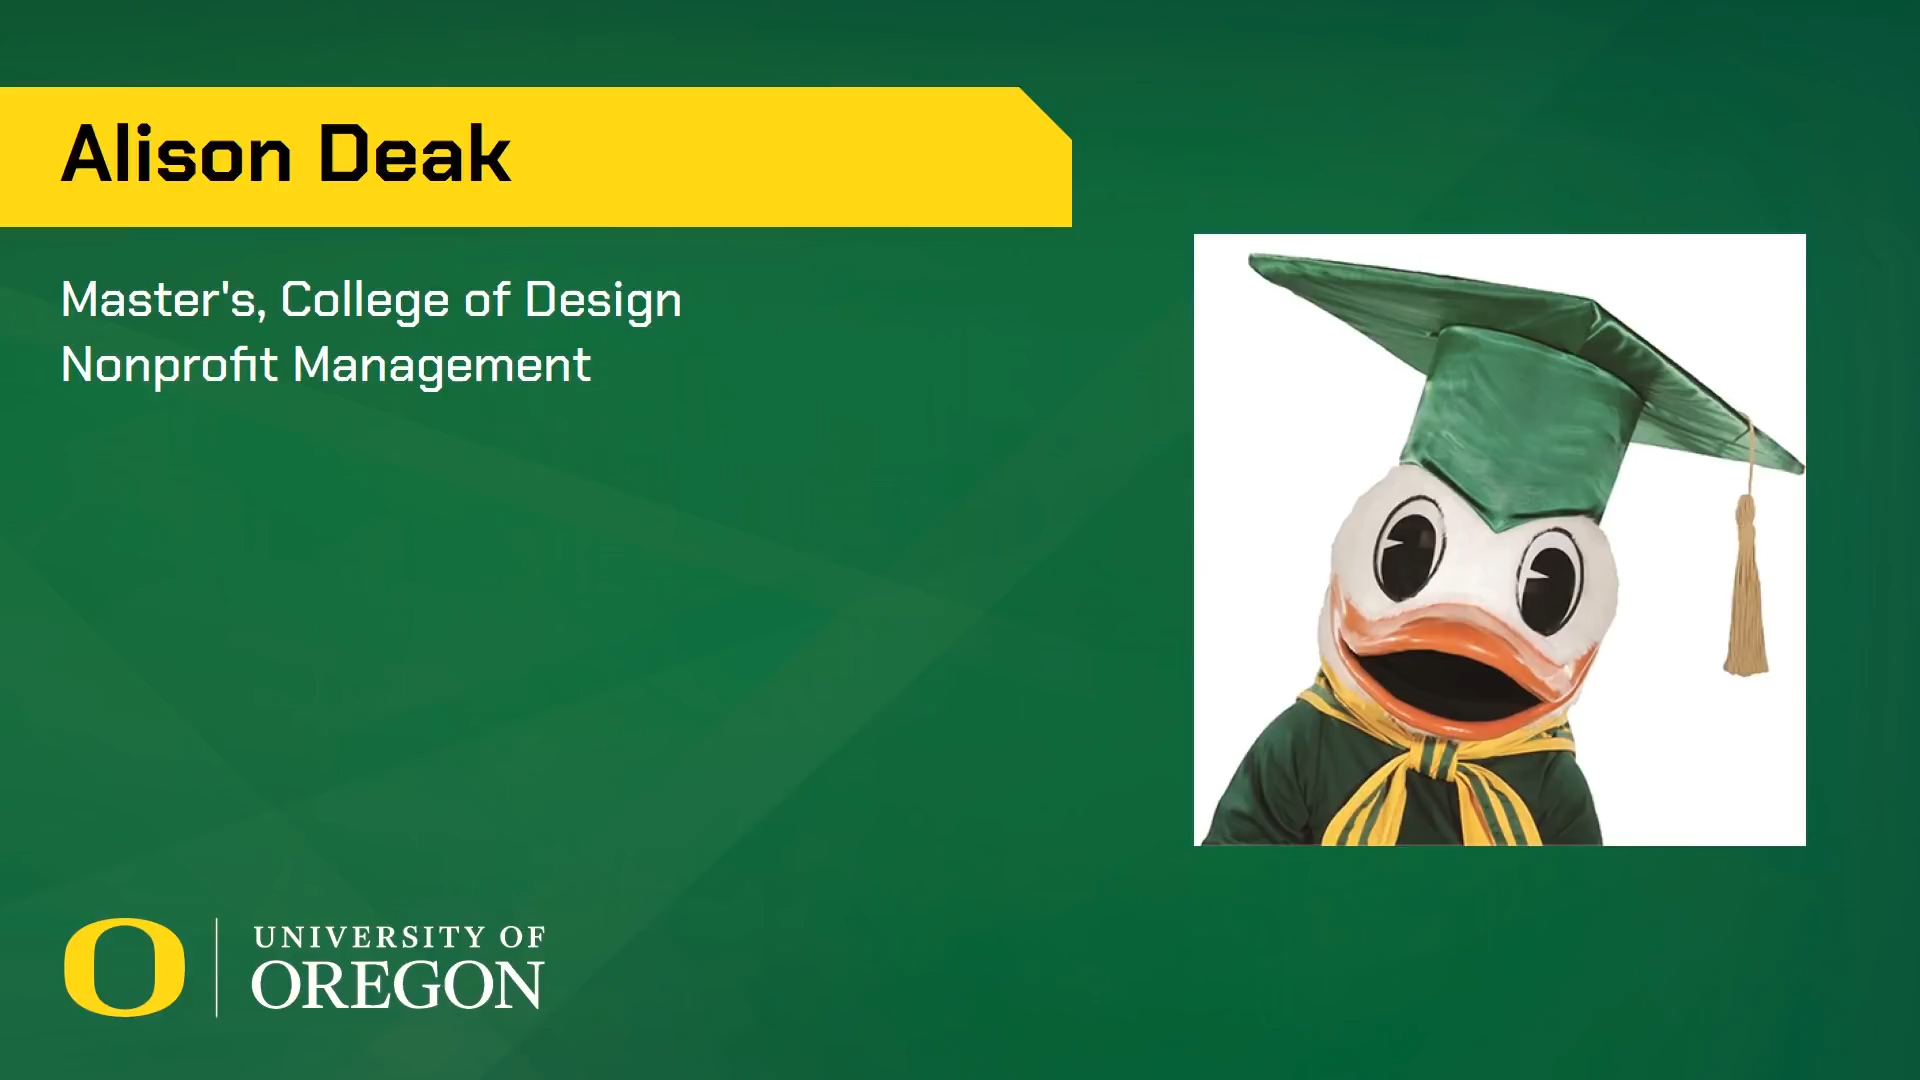 Alison Deak
Master's, College of Design
Nonprofit Management
O
UNIVERSITY OF
OREGON